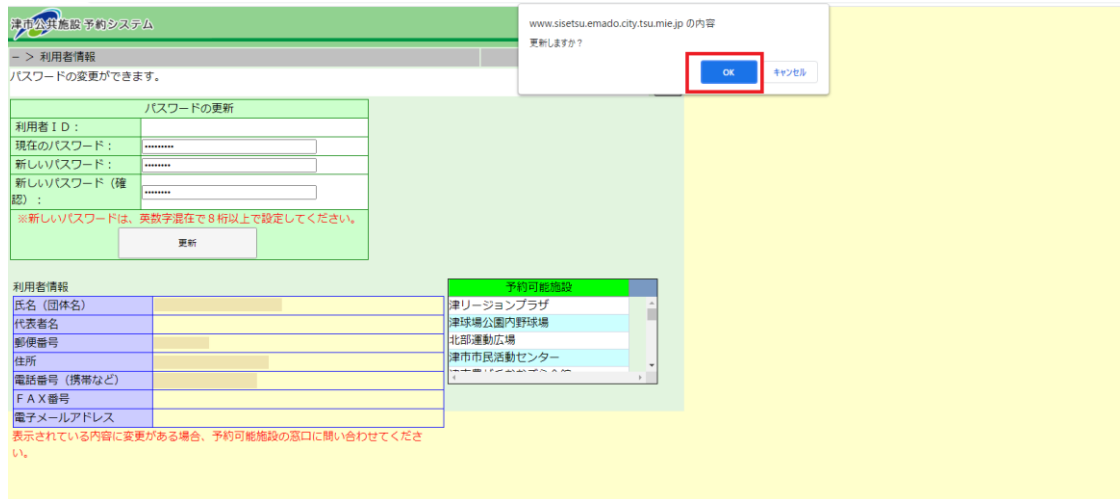 津市公共施設予約システム
www.sisetsu.emado.city.tsu.mie.jp の内容
更新しますか？
OK
キャンセル
－ ＞ 利用者情報
パスワードの変更ができます。
パスワードの更新
利用者ＩＤ：
現在のパスワード：
•••••••••
新しいパスワード：
••••••••
新しいパスワード（確
認）：
••••••••
※新しいパスワードは、英数字混在で８桁以上で設定してください。
更新
利用者情報
氏名（団体名）
代表者名
郵便番号
住所
電話番号（携帯など）
ＦＡＸ番号
電子メールアドレス
予約可能施設
津リージョンプラザ
津球場公園内野球場
北部運動広場
津市市民活動センター
表示されている内容に変更がある場合、予約可能施設の窓口に問い合わせてくださ
い。